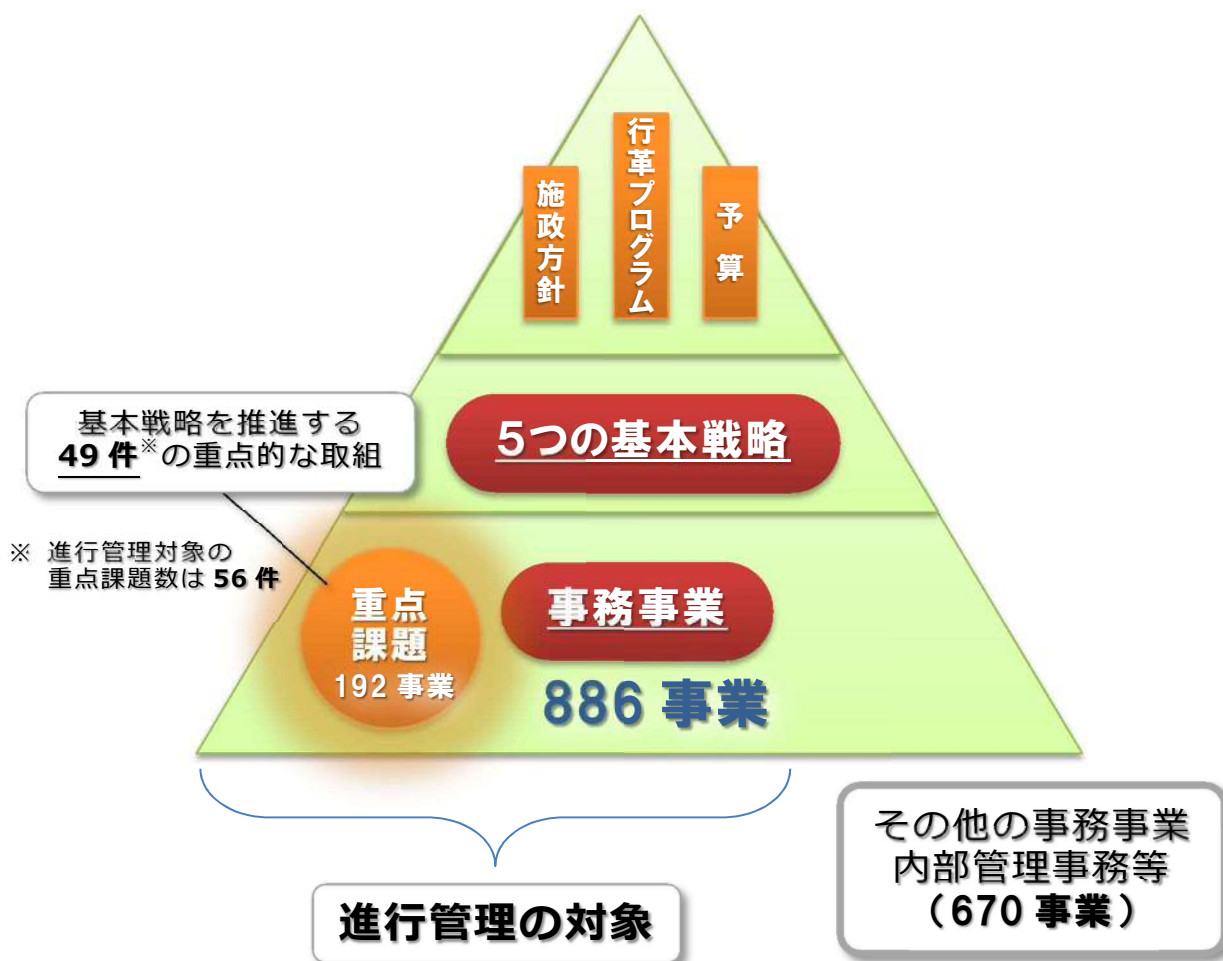 施政方針
行革プログラム
予算
5つの基本戦略
基本戦略を推進する
49件※の重点的な取組
※ 進行管理対象の
重点課題数は 56 件
重点
課題
192 事業
事務事業
886 事業
進行管理の対象
その他の事務事業
内部管理事務等
（670 事業）